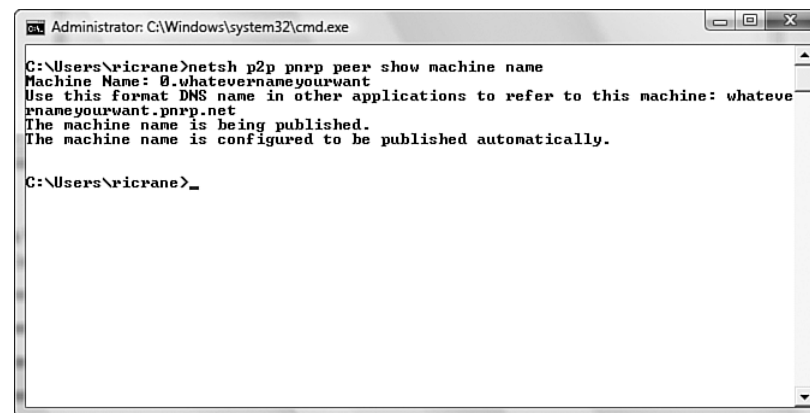 Administrator: C:\Windows\system32\cmd.exe
C:\Users\ricrane>netsh p2p pnrp peer show machine name
Machine Name: 0.whatevernameyourwant
Use this format DNS name in other applications to refer to this machine: whateve
rnameyourwant.pnrp.net
The machine name is being published.
The machine name is configured to be published automatically.
C:\Users\ricrane>_